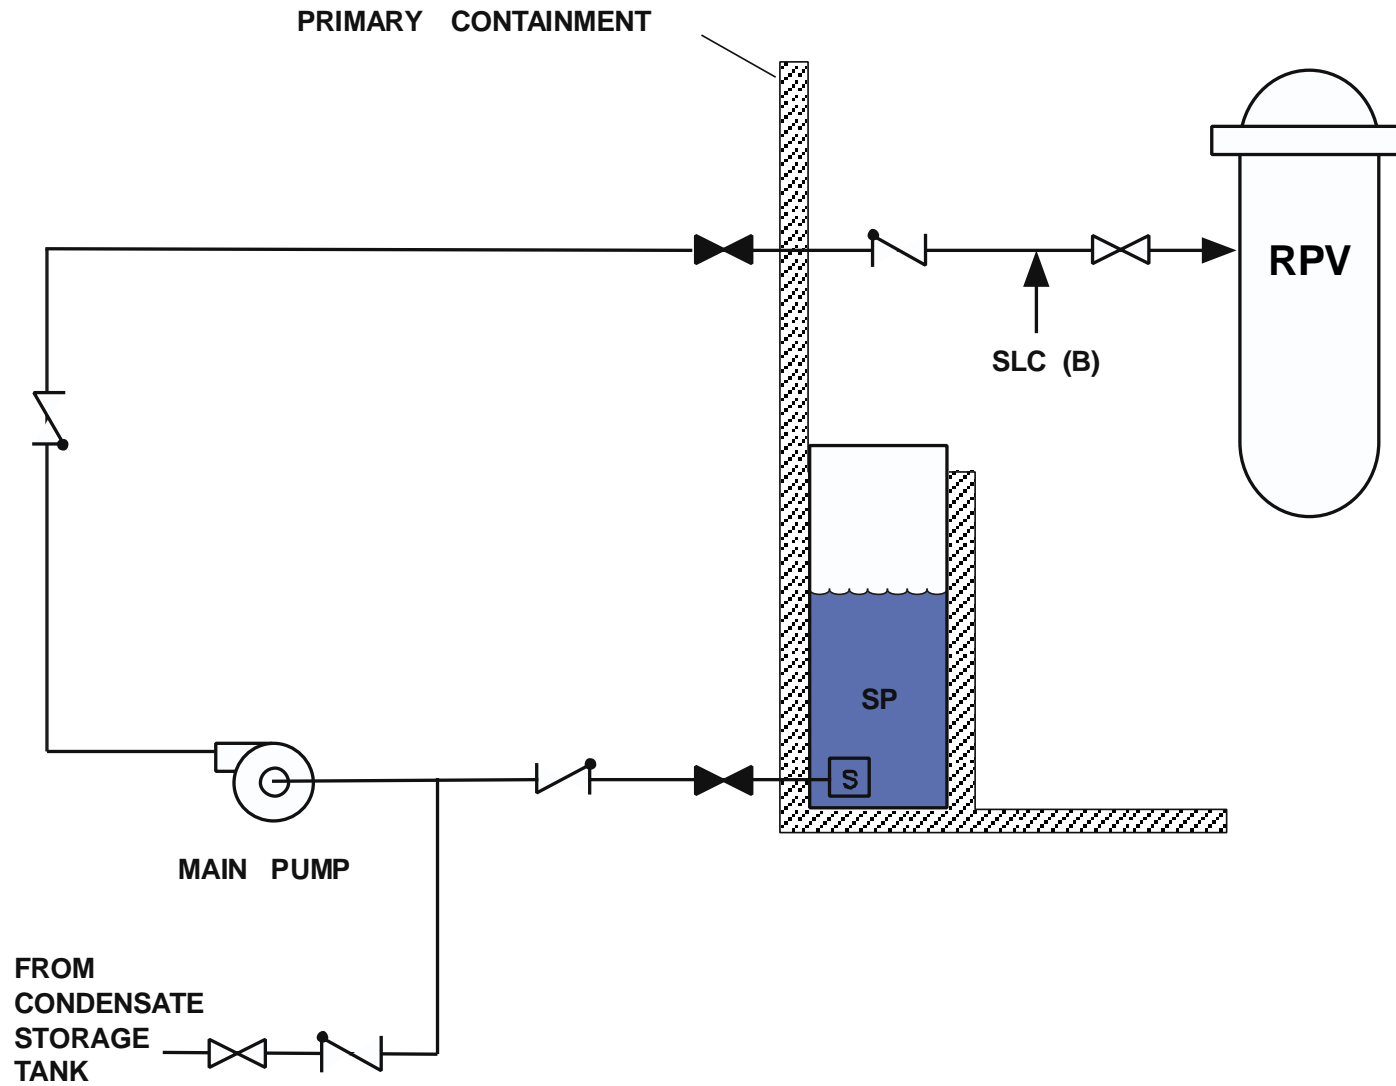 PRIMARY CONTAINMENT
RPV
SLC (B)
SP
S
MAIN PUMP
FROM
CONDENSATE
STORAGE
TANK